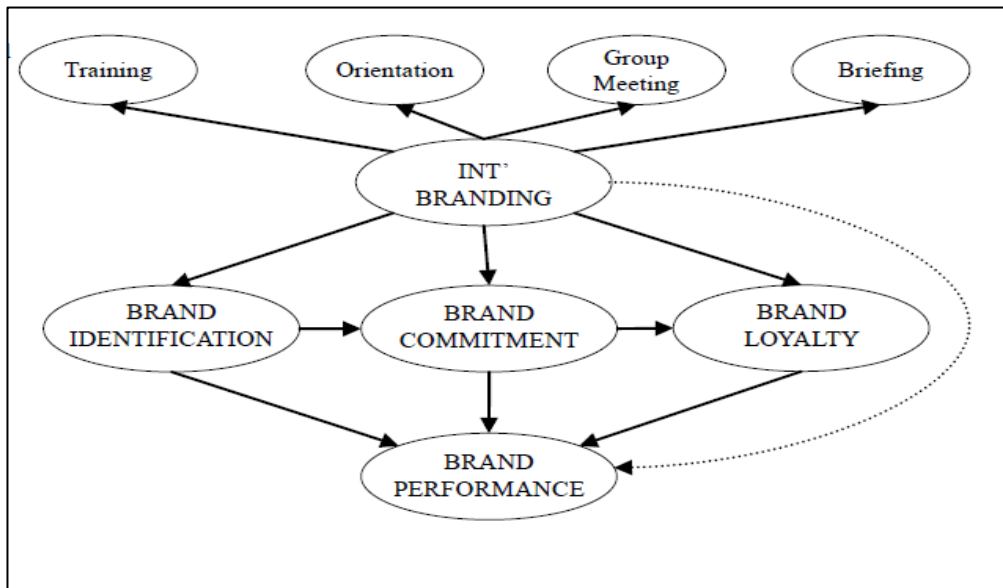 Training
Orientation
Group
Meeting
Briefing
INT’
BRANDING
BRAND
IDENTIFICATION
BRAND
COMMITMENT
BRAND
LOYALTY
BRAND
PERFORMANCE